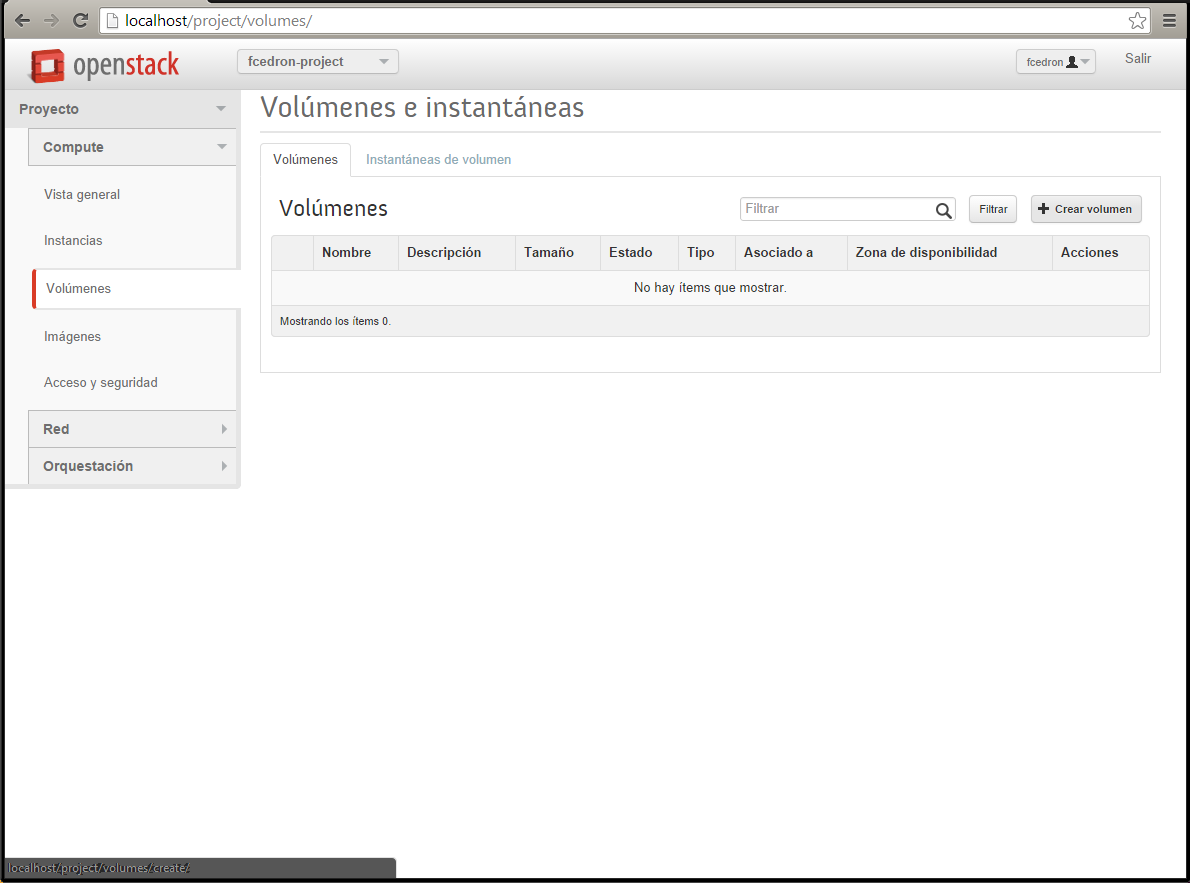 localhost/project/volumes/
openstack
fcedron-project
fcedron
Salir
Proyecto
Compute
Vista general
Instancias
Volúmenes
Imágenes
Acceso y seguridad
Red
Orquestación
Volúmenes e instantáneas
Volúmenes Instantáneas de volumen
Volúmenes
Filtrar Filtrar Crear volumen
Nombre Descripción Tamaño Estado Tipo Asociado a Zona de disponibilidad Acciones
No hay ítems que mostrar.
Mostrando los ítems 0.
localhost/project/volumes/create/